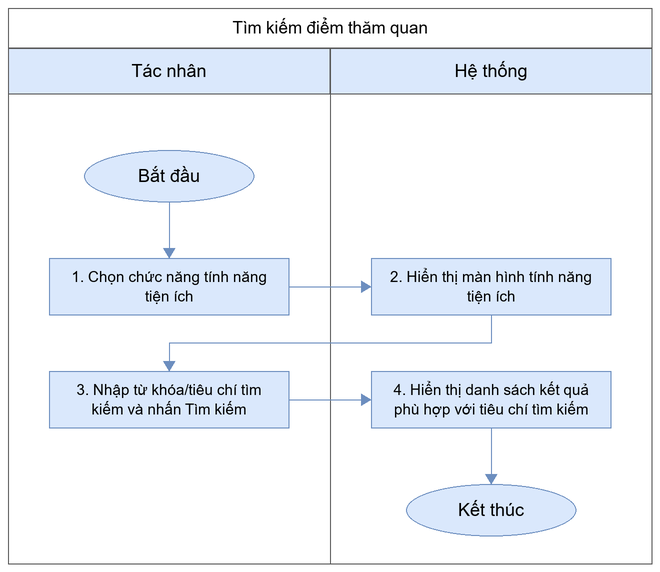 Tìm kiếm điểm thăm quan
Tác nhân
Hệ thống
Bắt đầu
1. Chọn chức năng tính năng
tiện ích
2. Hiển thị màn hình tính năng
tiện ích
3. Nhập từ khóa/tiêu chí tìm
kiếm và nhấn Tìm kiếm
4. Hiển thị danh sách kết quả
phù hợp với tiêu chí tìm kiếm
Kết thúc